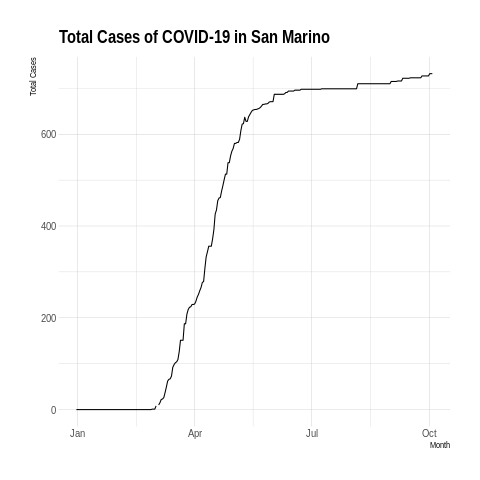 Total Cases of COVID-19 in San Marino
Total Cases
600
400
200
0
Jan Apr Jul Oct
Month